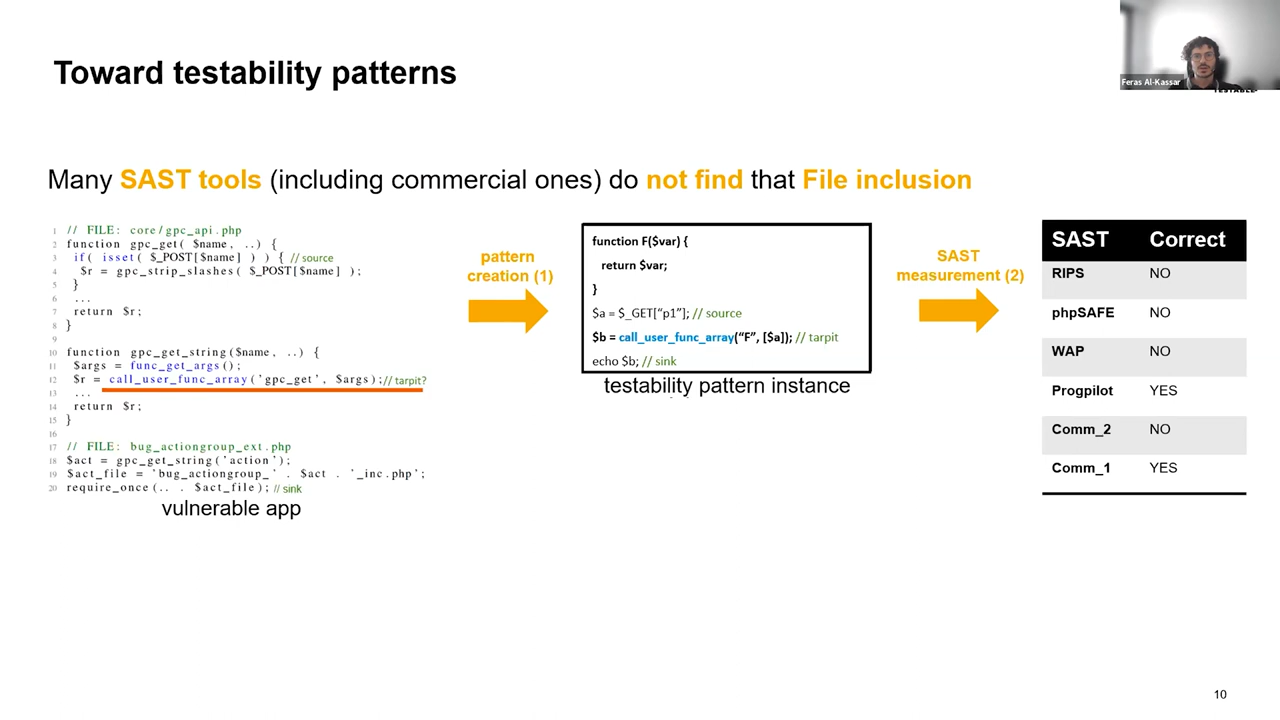 Toward testability patterns
Feras Al-Kassar
Many SAST tools (including commercial ones) do not find that File inclusion
1 // FILE: core/gpc_api.php
2 function gpc_get( $name, ..) {
3 if( isset( $_POST[$name] ) ) { // source
4 $r = gpc_strip_slashes( $_POST[$name] );
5 }
6 ...
7 return $r;
8 }
9
10 function gpc_get_string($name, ..) {
11 $args = func_get_args();
12 $r = call_user_func_array('gpc_get', $args);// tarpit?
13 ...
14 return $r;
15 }
16
17 // FILE: bug_actiongroup_ext.php
18 $act = gpc_get_string('action');
19 $act_file = 'bug_actiongroup_' . $act . '_inc.php';
20 require_once(.. . $act_file); // sink
vulnerable app
pattern
creation (1)
function F($var) {
return $var;
}
$a = $_GET["p1"]; // source
$b = call_user_func_array("F", [$a]); // tarpit
echo $b; // sink
testability pattern instance
SAST
measurement (2)
SAST Correct
RIPS NO
phpSAFE NO
WAP NO
Progpilot YES
Comm_2 NO
Comm_1 YES
10